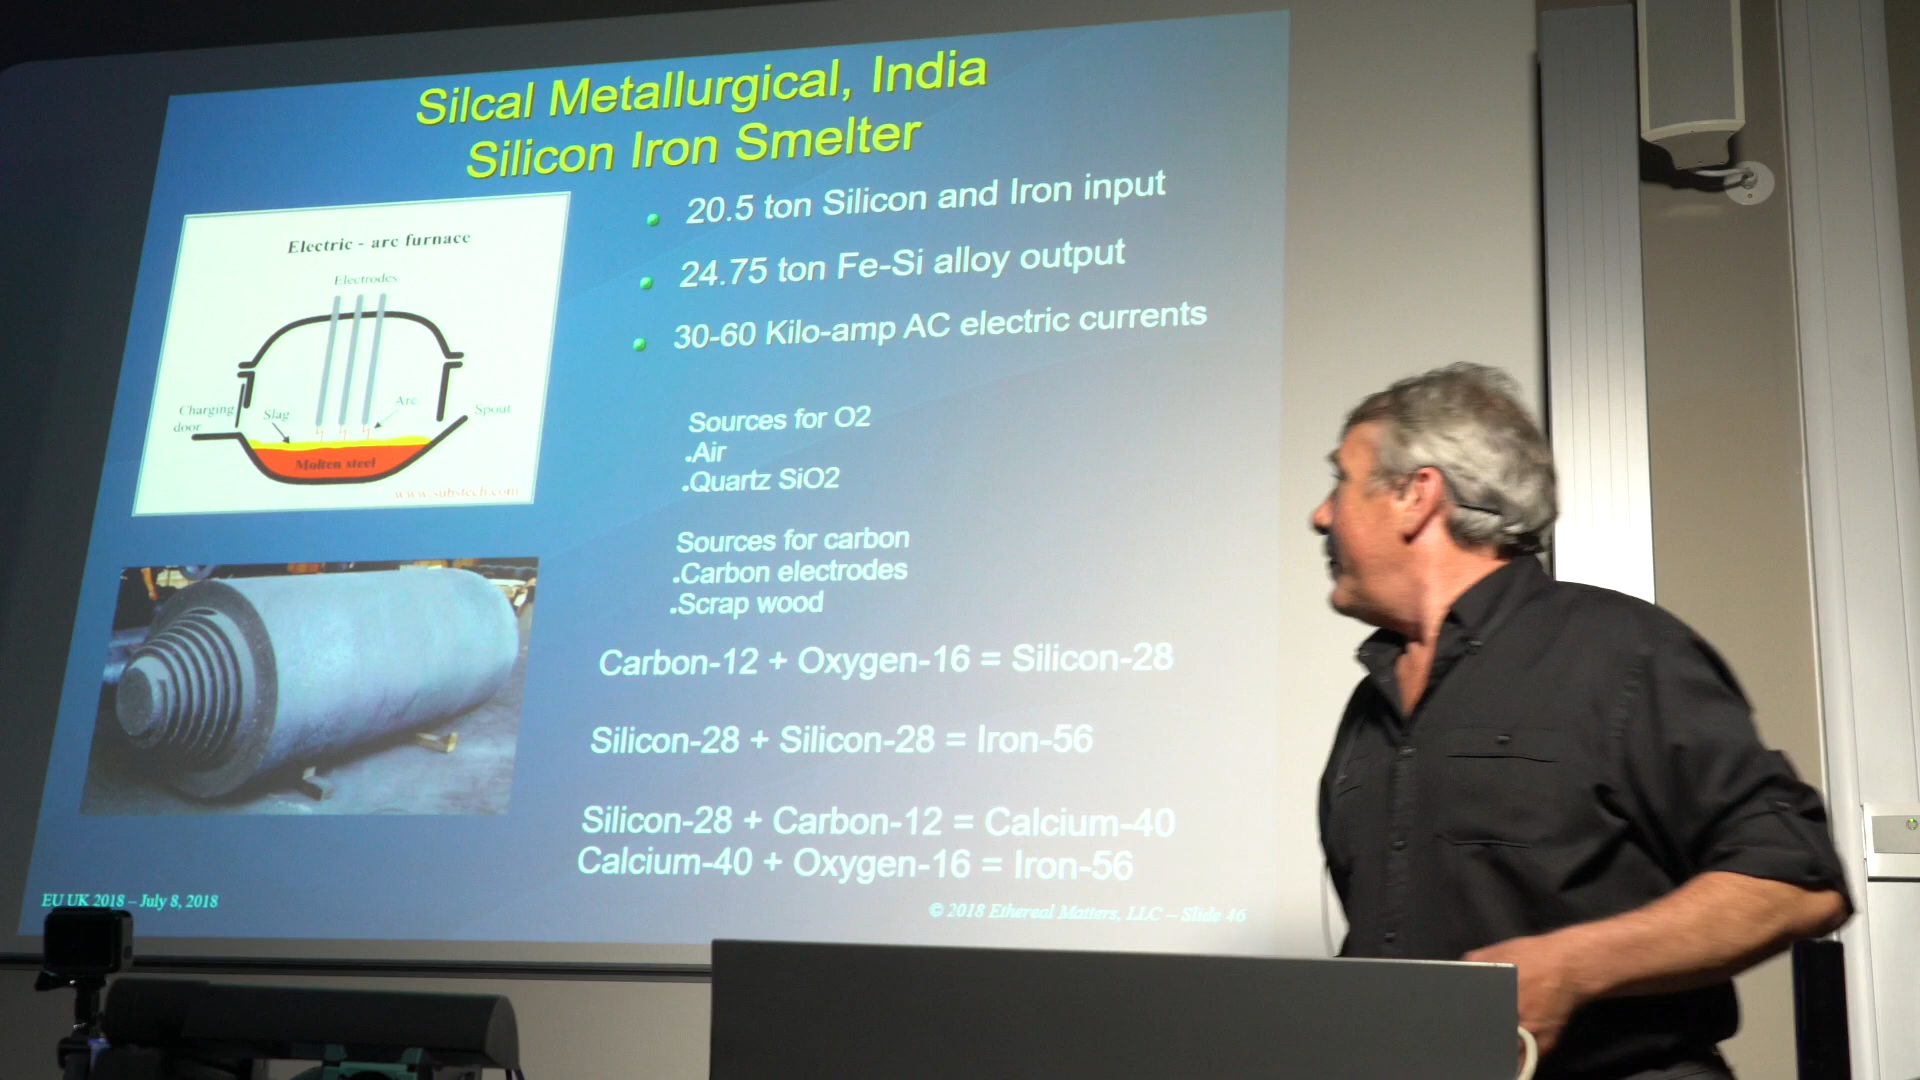 Silcal Metallurgical, India
Silicon Iron Smelter
Electric - arc furnace
Electrodes
Charging
door
Slag
Arc
Spout
Molten steel
www.substech.com
20.5 ton Silicon and Iron input
24.75 ton Fe-Si alloy output
30-60 Kilo-amp AC electric currents
Sources for O2
.Air
.Quartz SiO2
Sources for carbon
.Carbon electrodes
.Scrap wood
Carbon-12 + Oxygen-16 = Silicon-28
Silicon-28 + Silicon-28 = Iron-56
Silicon-28 + Carbon-12 = Calcium-40
Calcium-40 + Oxygen-16 = Iron-56
EU UK 2018 – July 8, 2018
© 2018 Ethereal Matters, LLC – Slide 46